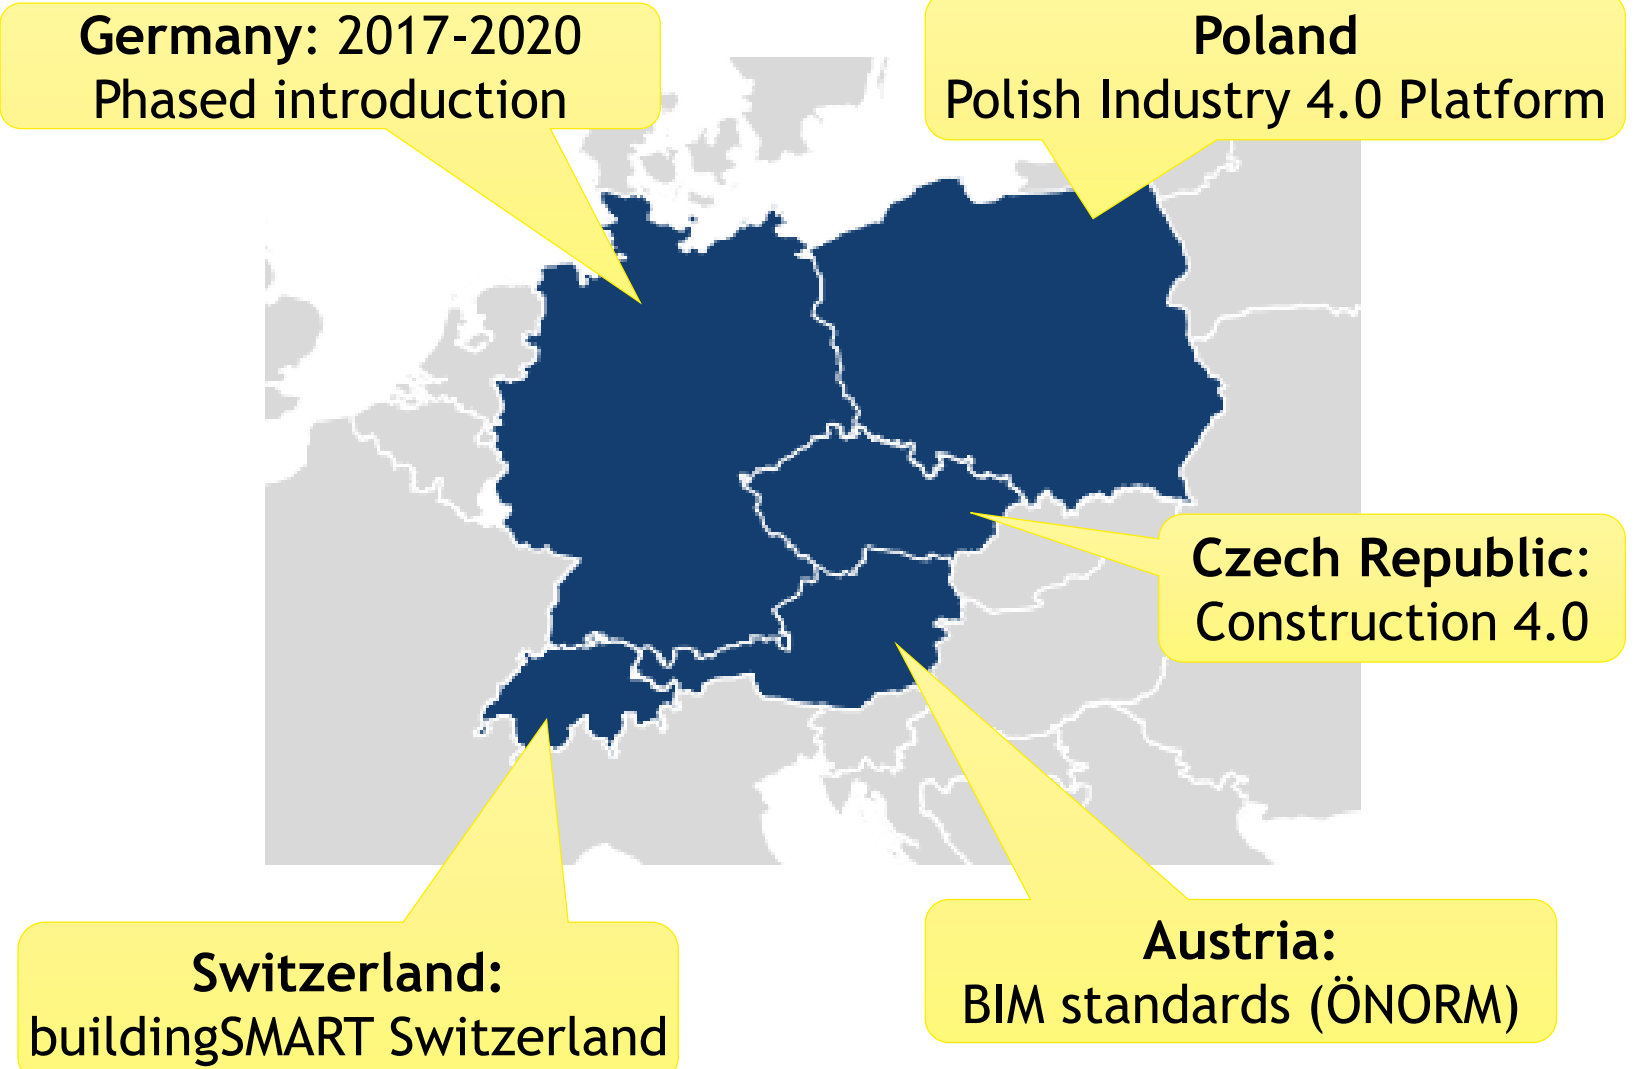 Germany: 2017-2020
Phased introduction
Poland
Polish Industry 4.0 Platform
Czech Republic:
Construction 4.0
Austria:
BIM standards (ÖNORM)
Switzerland:
buildingSMART Switzerland